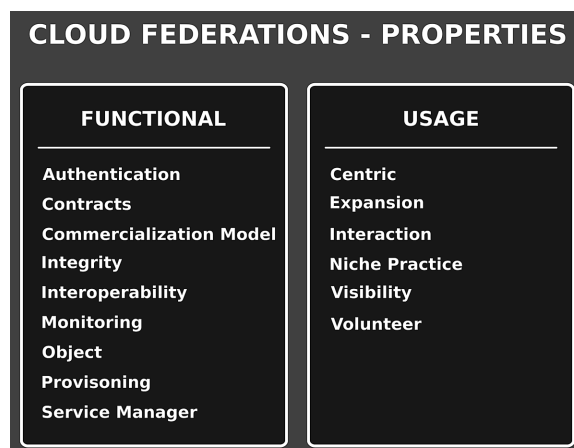 CLOUD FEDERATIONS - PROPERTIES
FUNCTIONAL
Authentication
Contracts
Commercialization Model
Integrity
Interoperability
Monitoring
Object
Provisoning
Service Manager
USAGE
Centric
Expansion
Interaction
Niche Practice
Visibility
Volunteer